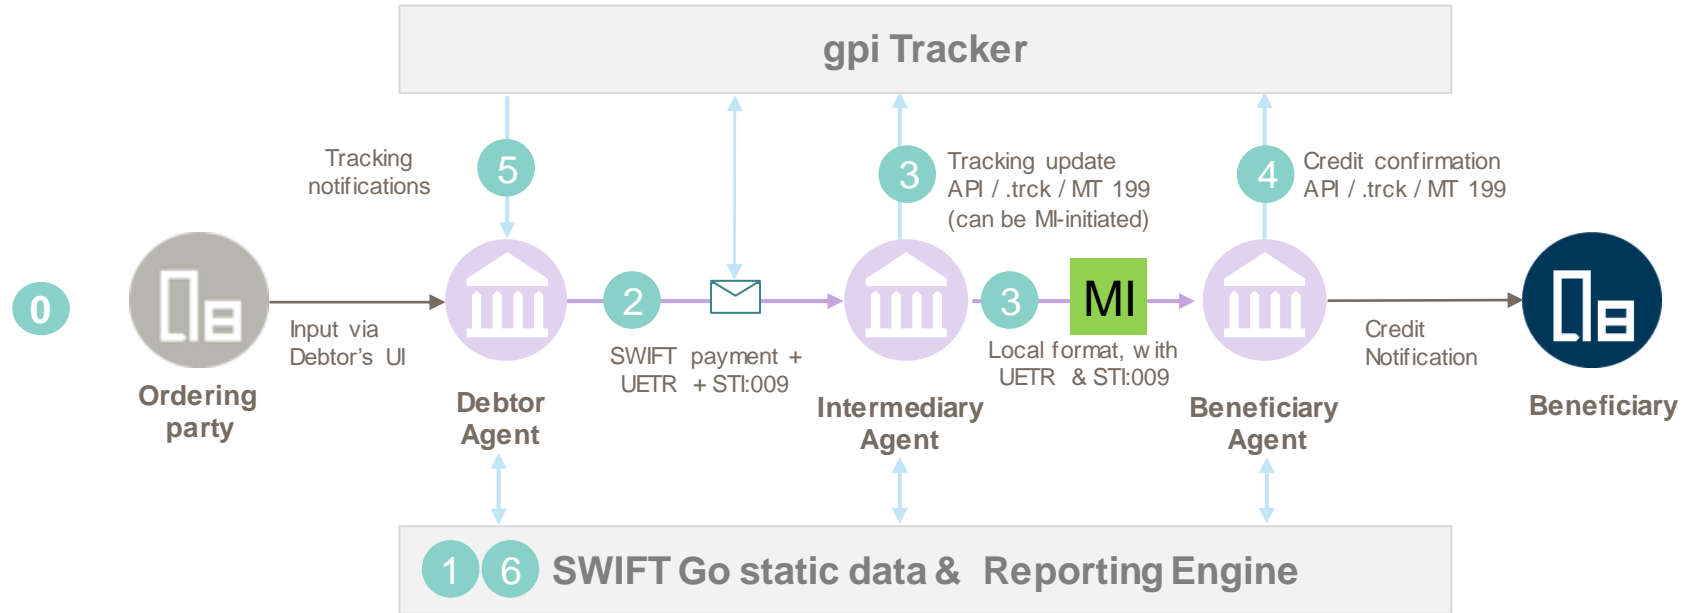 gpi Tracker
Tracking
notifications
5
3
Tracking update
API / .trck / MT 199
(can be MI-initiated)
4
Credit confirmation
API / .trck / MT 199
0
2
3
MI
Input via
Debtor's UI
SWIFT payment +
UETR + STI:009
Local format, with
UETR & STI:009
Credit
Notification
Ordering
party
Debtor
Agent
Intermediary
Agent
Beneficiary
Agent
Beneficiary
1 6 SWIFT Go static data & Reporting Engine